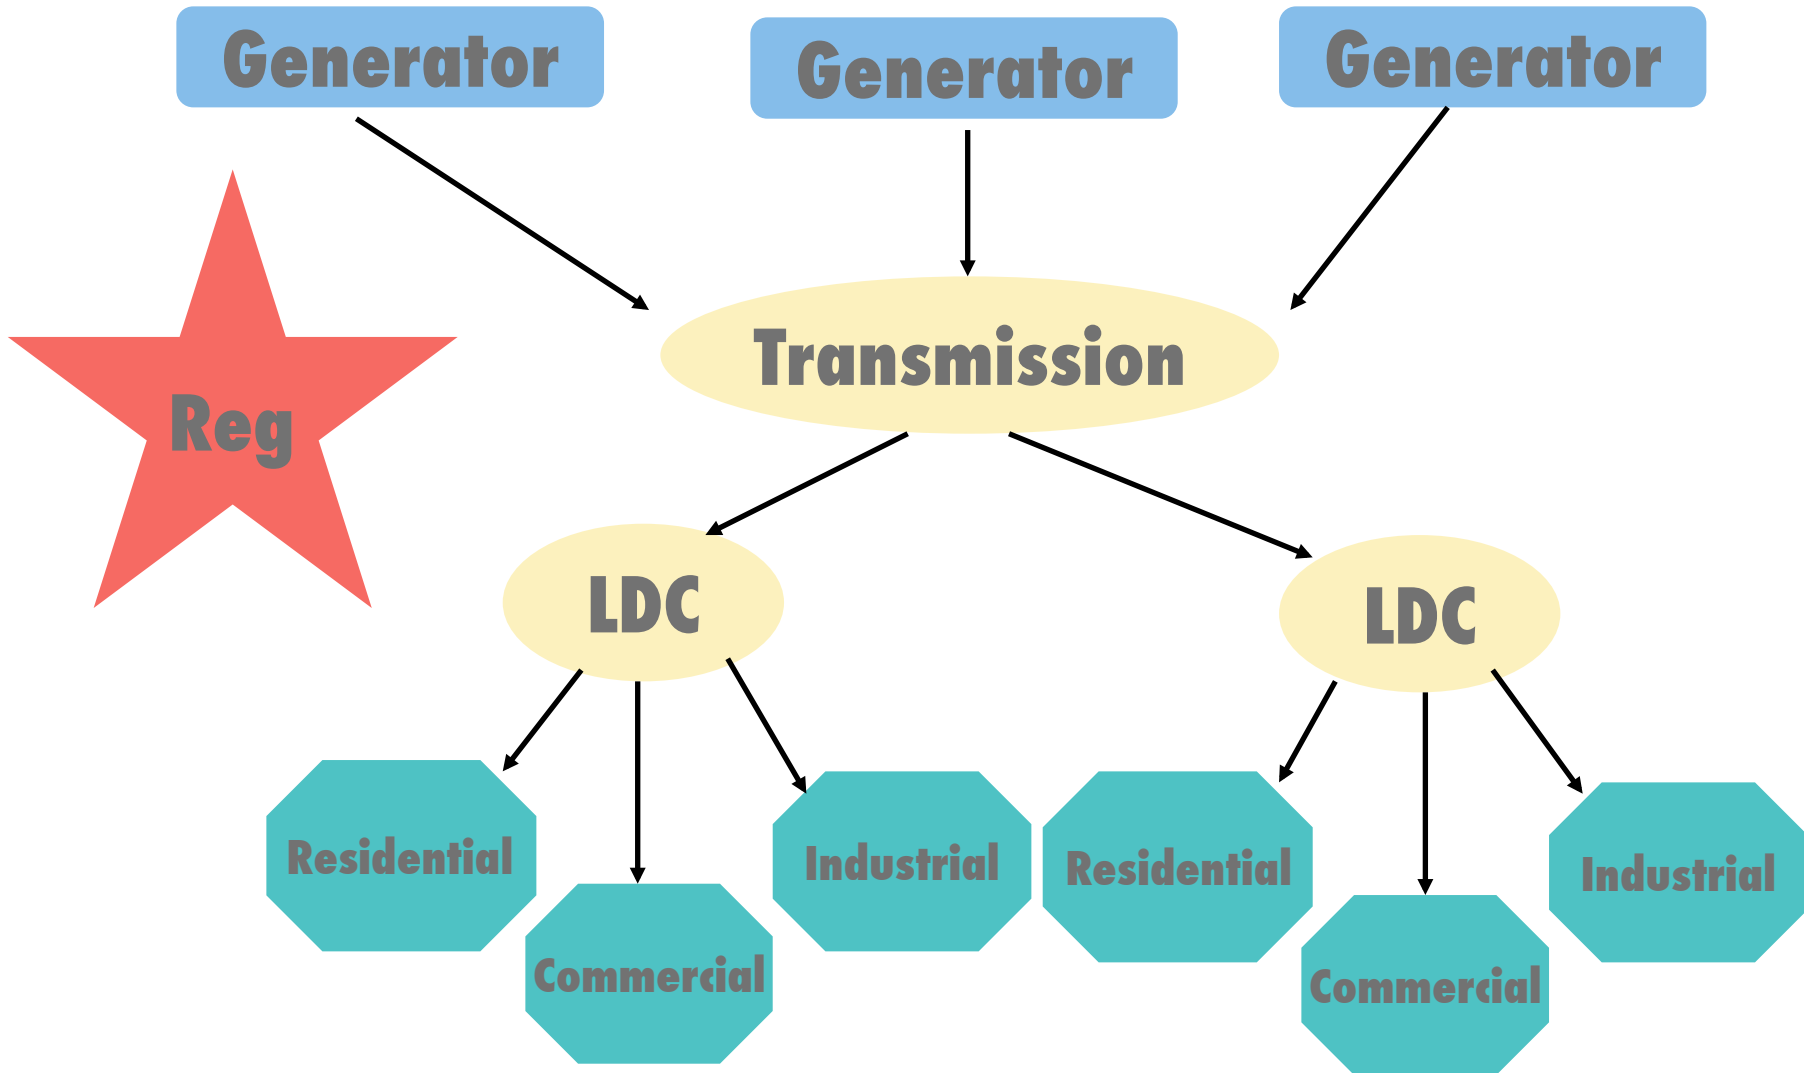 Generator
Generator
Generator
Transmission
Reg
LDC
LDC
Residential
Industrial
Residential
Industrial
Commercial
Commercial